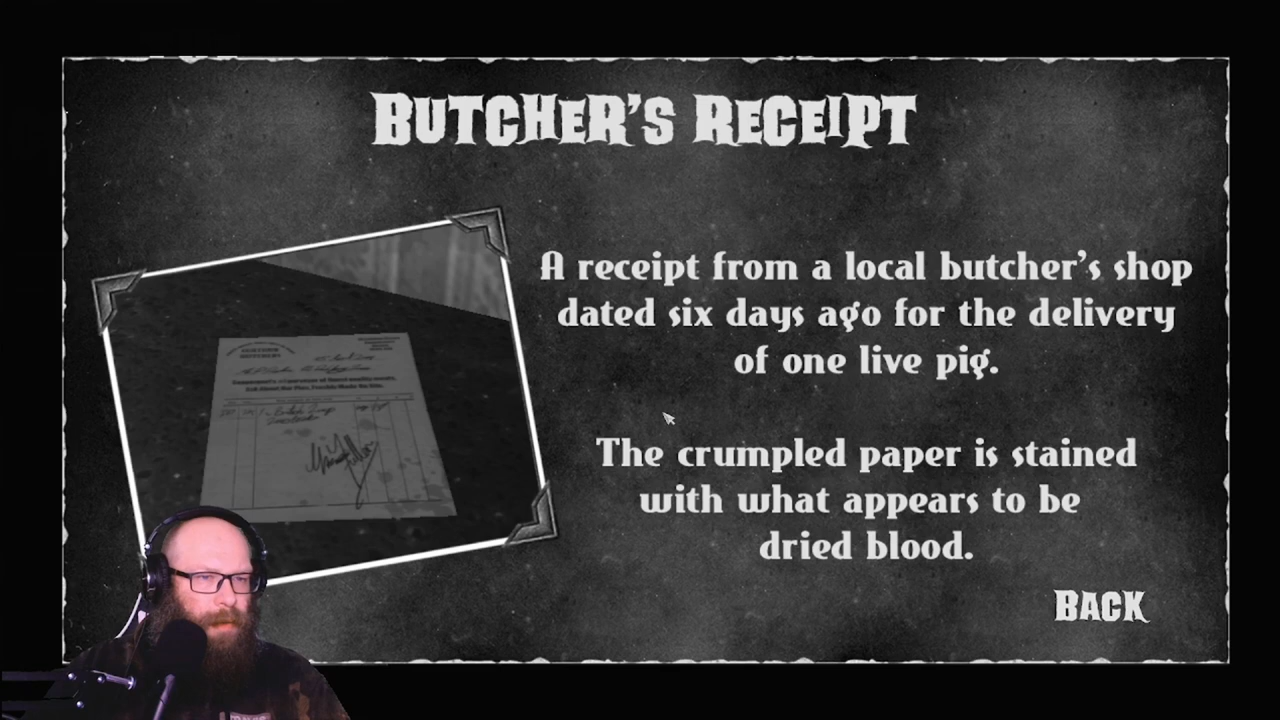 BUTCHER'S RECEIPT
A receipt from a local butcher's shop
dated six days ago for the delivery
of one live pig.
The crumpled paper is stained
with what appears to be
dried blood.
BACK